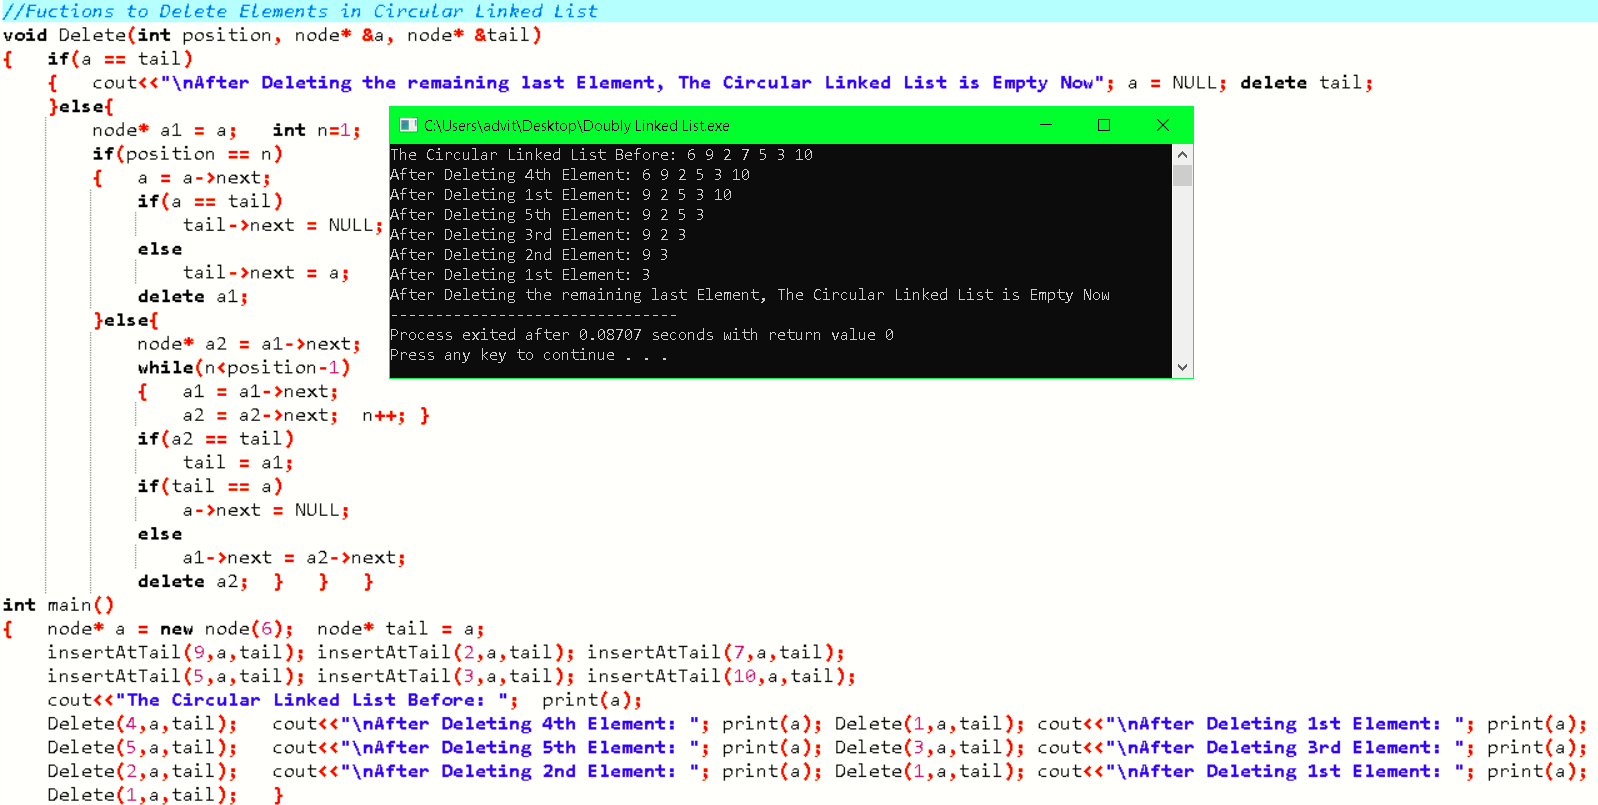 //Fuctions to Delete Elements in Circular Linked List
void Delete(int position, node* &a, node* &tail)
{   if(a == tail)
    {   cout<<"\nAfter Deleting the remaining last Element, The Circular Linked List is Empty Now"; a = NULL; delete tail;
    }else{
        node* a1 = a;   int n=1;
        if(position == n)
        {   a = a->next;
            if(a == tail)
                tail->next = NULL;
            else
                tail->next = a;
            delete a1;
        }else{
            node* a2 = a1->next;
            while(n<position-1)
            {   a1 = a1->next;
                a2 = a2->next;  n++; }
            if(a2 == tail)
                tail = a1;
            if(tail == a)
                a->next = NULL;
            else
                a1->next = a2->next;
            delete a2;  }   }   }
int main()
{   node* a = new node(6);  node* tail = a;
    insertAtTail(9,a,tail); insertAtTail(2,a,tail); insertAtTail(7,a,tail);
    insertAtTail(5,a,tail); insertAtTail(3,a,tail); insertAtTail(10,a,tail);
    cout<<"The Circular Linked List Before: ";  print(a);
    Delete(4,a,tail);   cout<<"\nAfter Deleting 4th Element: "; print(a); Delete(1,a,tail); cout<<"\nAfter Deleting 1st Element: "; print(a);
    Delete(5,a,tail);   cout<<"\nAfter Deleting 5th Element: "; print(a); Delete(3,a,tail); cout<<"\nAfter Deleting 3rd Element: "; print(a);
    Delete(2,a,tail);   cout<<"\nAfter Deleting 2nd Element: "; print(a); Delete(1,a,tail); cout<<"\nAfter Deleting 1st Element: "; print(a);
    Delete(1,a,tail);   }
C:\Users\advit\Desktop\Doubly Linked List.exe
The Circular Linked List Before: 6 9 2 7 5 3 10
After Deleting 4th Element: 6 9 2 5 3 10
After Deleting 1st Element: 9 2 5 3 10
After Deleting 5th Element: 9 2 5 3
After Deleting 3rd Element: 9 2 3
After Deleting 2nd Element: 9 3
After Deleting 1st Element: 3
After Deleting the remaining last Element, The Circular Linked List is Empty Now
--------------------------------
Process exited after 0.08707 seconds with return value 0
Press any key to continue . . .